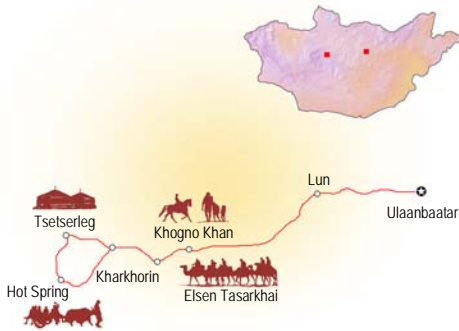 Lun
Ulaanbaatar
Tsetserleg
Khogno Khan
Kharkhorin
Hot Spring
Elsen Tasarkhai